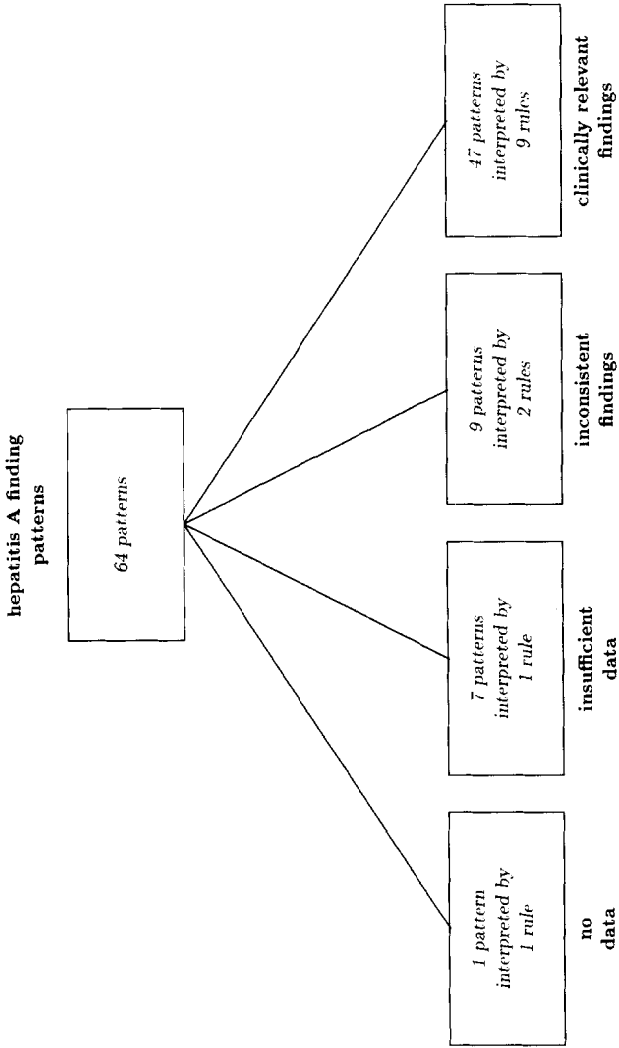 hepatitis A finding
patterns
64 patterns
1 pattern
interpreted by
1 rule
no
data
7 patterns
interpreted by
1 rule
insufficient
data
9 patterns
interpreted by
2 rules
inconsistent
findings
47 patterns
interpreted by
9 rules
clinically relevant
findings